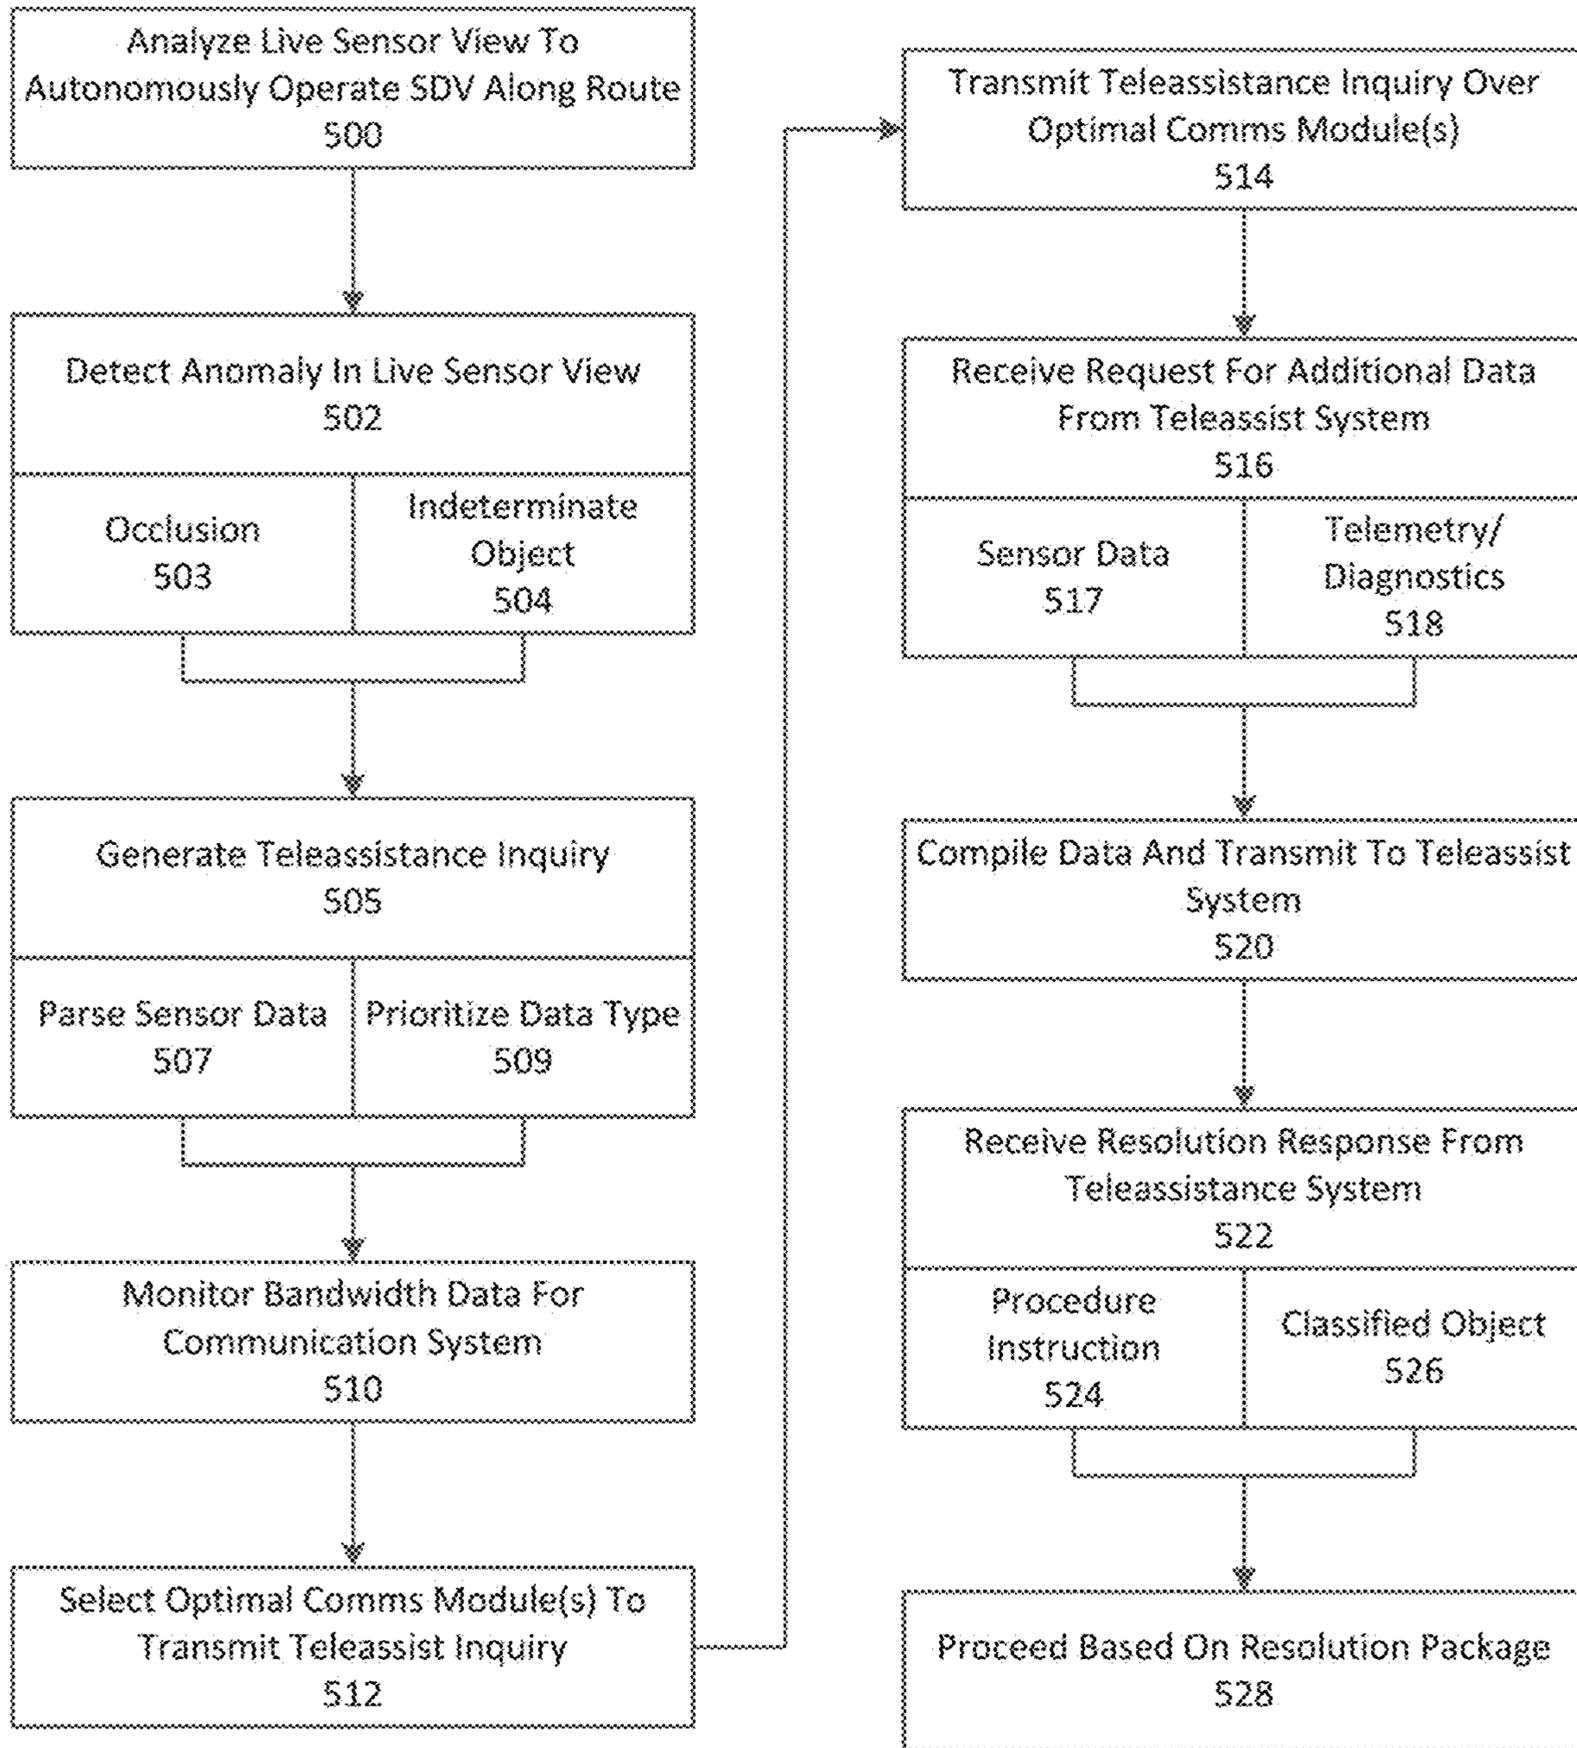 Analyze Live Sensor View To
Autonomously Operate SDV Along Route
500
Detect Anomaly In Live Sensor View
502
Occlusion
503
Indeterminate
Object
504
Generate Teleassistance Inquiry
505
Parse Sensor Data
507
Prioritize Data Type
509
Monitor Bandwidth Data For
Communication System
510
Select Optimal Comms Module(s) To
Transmit Teleassist Inquiry
512
Transmit Teleassistance Inquiry Over
Optimal Comms Module(s)
514
Receive Request For Additional Data
From Teleassist System
516
Sensor Data
517
Telemetry/
Diagnostics
518
Compile Data And Transmit To Teleassist
System
520
Receive Resolution Response From
Teleassistance System
522
Procedure
Instruction
524
Classified Object
526
Proceed Based On Resolution Package
528